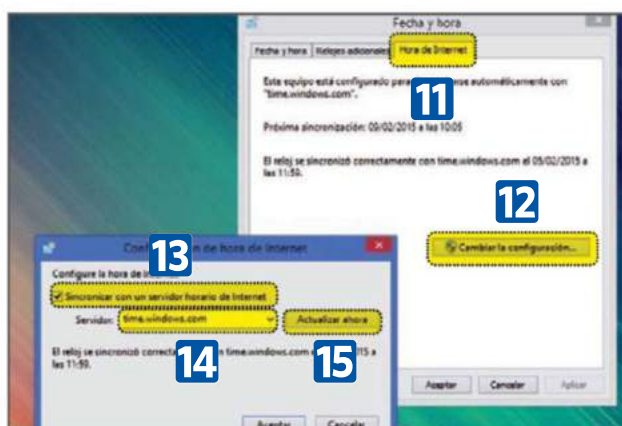 Fecha y hora
Fecha y hora Relojes adicionales Hora de Internet
Este equipo está configurado para automáticamente con
"time.windows.com".
11
Próxima sincronización: 09/02/2015 a las 10:05
El reloj se sincronizó correctamente con time.windows.com el 05/02/2015 a
las 11:59.
12
Cambiar la configuración...
Aceptar Cancelar Aplicar
de hora de Internet
13
Configure la hora de
Sincronizar con un servidor horario de Internet
Servidor: time.windows.com Actualizar ahora
El reloj se sincronizó time.windows.com 015 a
las 11:59.
14 15
Aceptar Cancelar